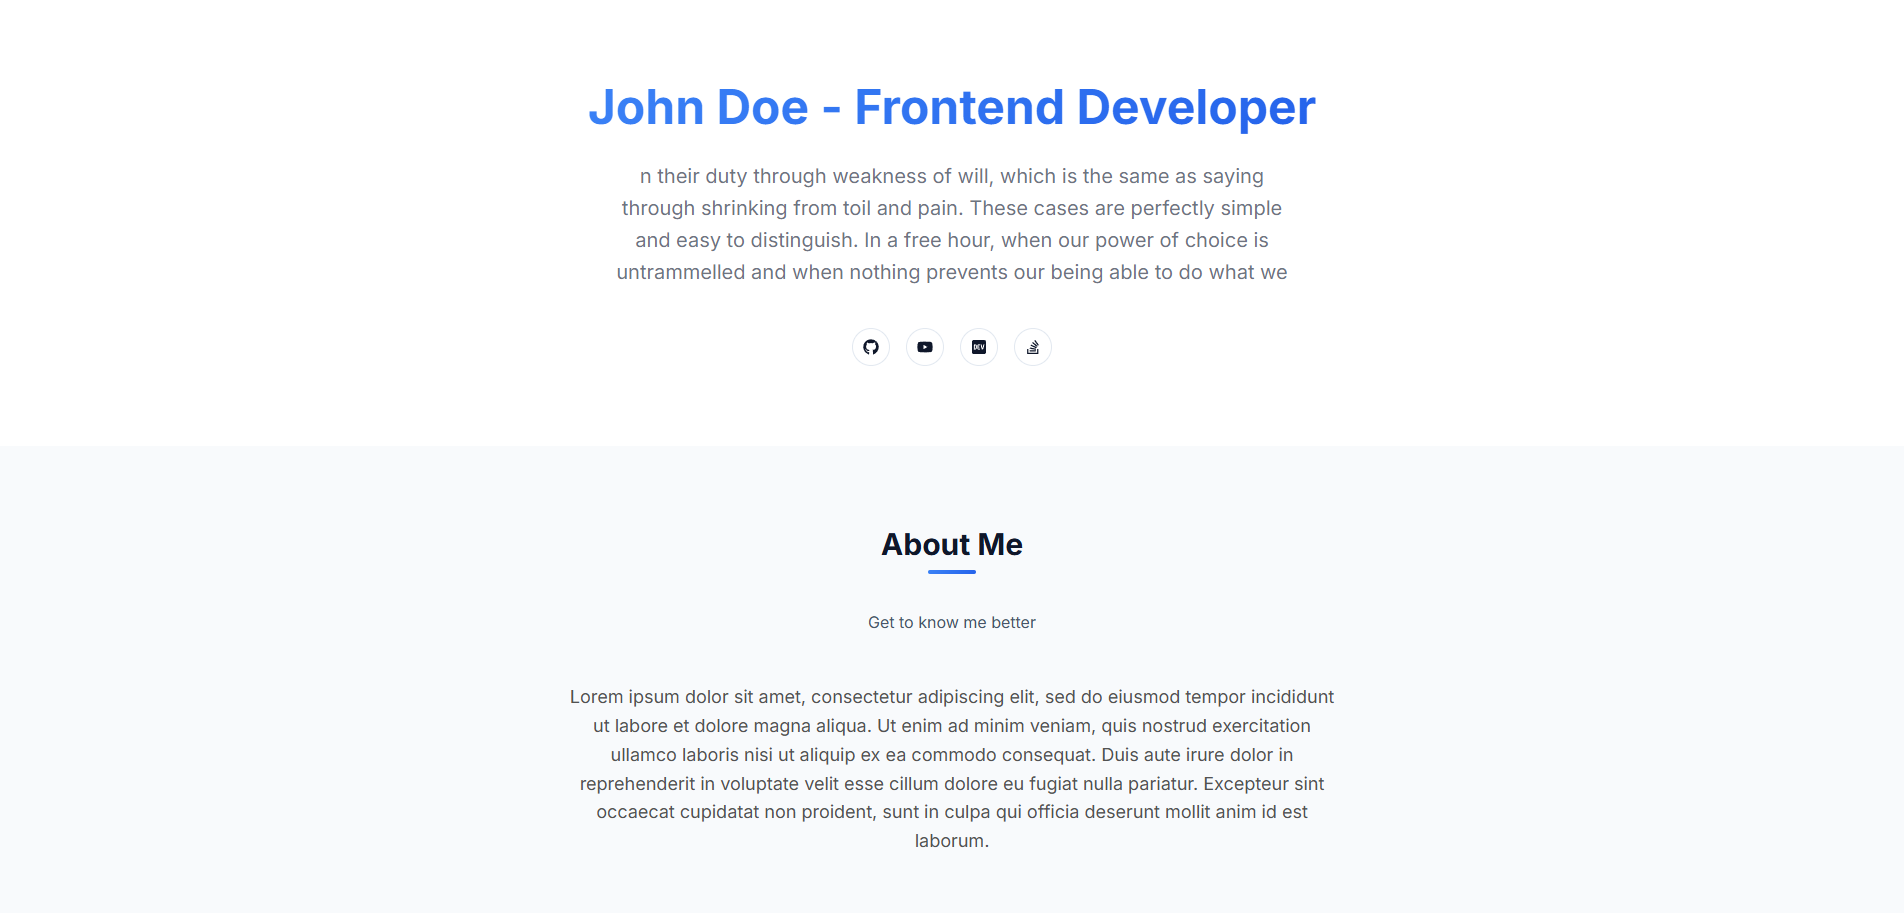 John Doe - Frontend Developer
n their duty through weakness of will, which is the same as saying
through shrinking from toil and pain. These cases are perfectly simple
and easy to distinguish. In a free hour, when our power of choice is
untrammelled and when nothing prevents our being able to do what we
DEV
About Me
Get to know me better
Lorem ipsum dolor sit amet, consectetur adipiscing elit, sed do eiusmod tempor incididunt
ut labore et dolore magna aliqua. Ut enim ad minim veniam, quis nostrud exercitation
ullamco laboris nisi ut aliquip ex ea commodo consequat. Duis aute irure dolor in
reprehenderit in voluptate velit esse cillum dolore eu fugiat nulla pariatur. Excepteur sint
occaecat cupidatat non proident, sunt in culpa qui officia deserunt mollit anim id est
laborum.